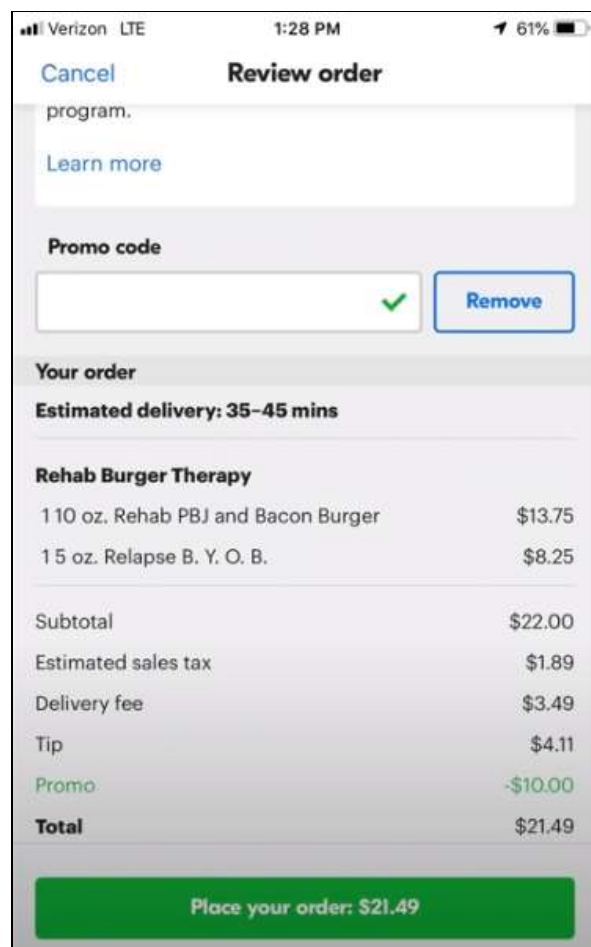 Verizon LTE 1:28 PM 61%
Cancel Review order
program.
Learn more
Promo code
Remove
Your order
Estimated delivery: 35–45 mins
Rehab Burger Therapy
1 10 oz. Rehab PBJ and Bacon Burger $13.75
1 5 oz. Relapse B. Y. O. B. $8.25
Subtotal $22.00
Estimated sales tax $1.89
Delivery fee $3.49
Tip $4.11
Promo -$10.00
Total $21.49
Place your order: $21.49